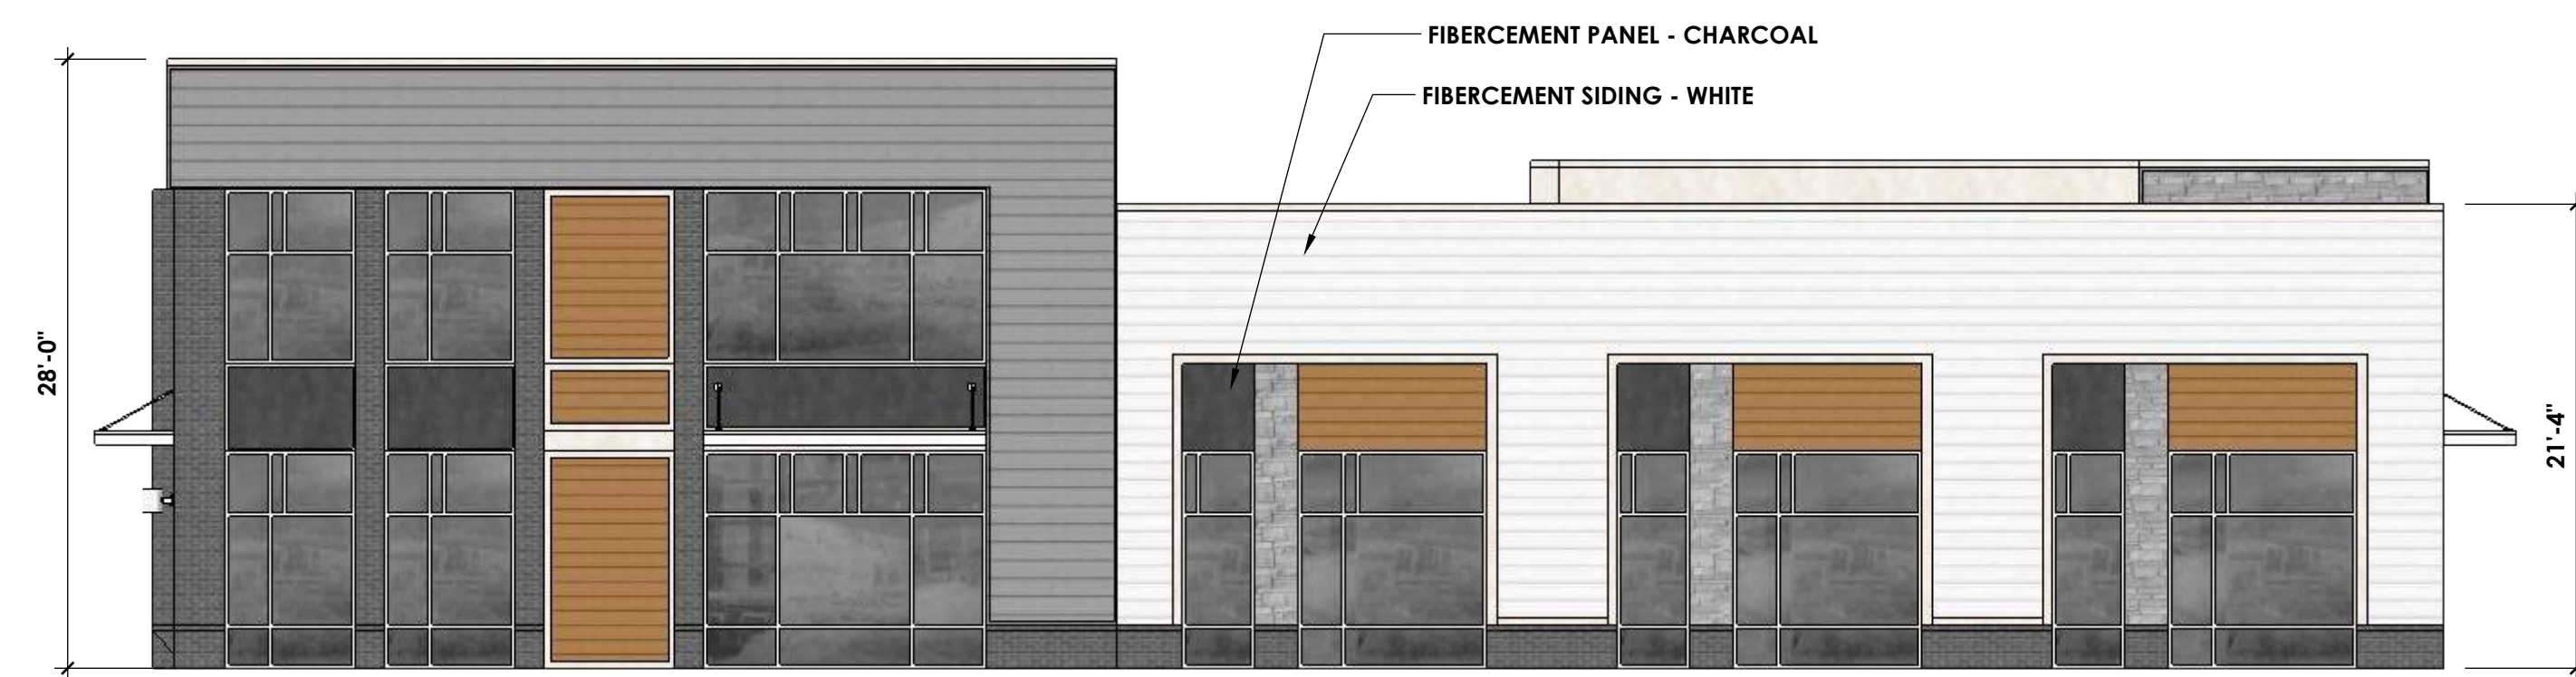 FIBERCEMENT PANEL - CHARCOAL
FIBERCEMENT SIDING - WHITE
28'-0"
21'-4"